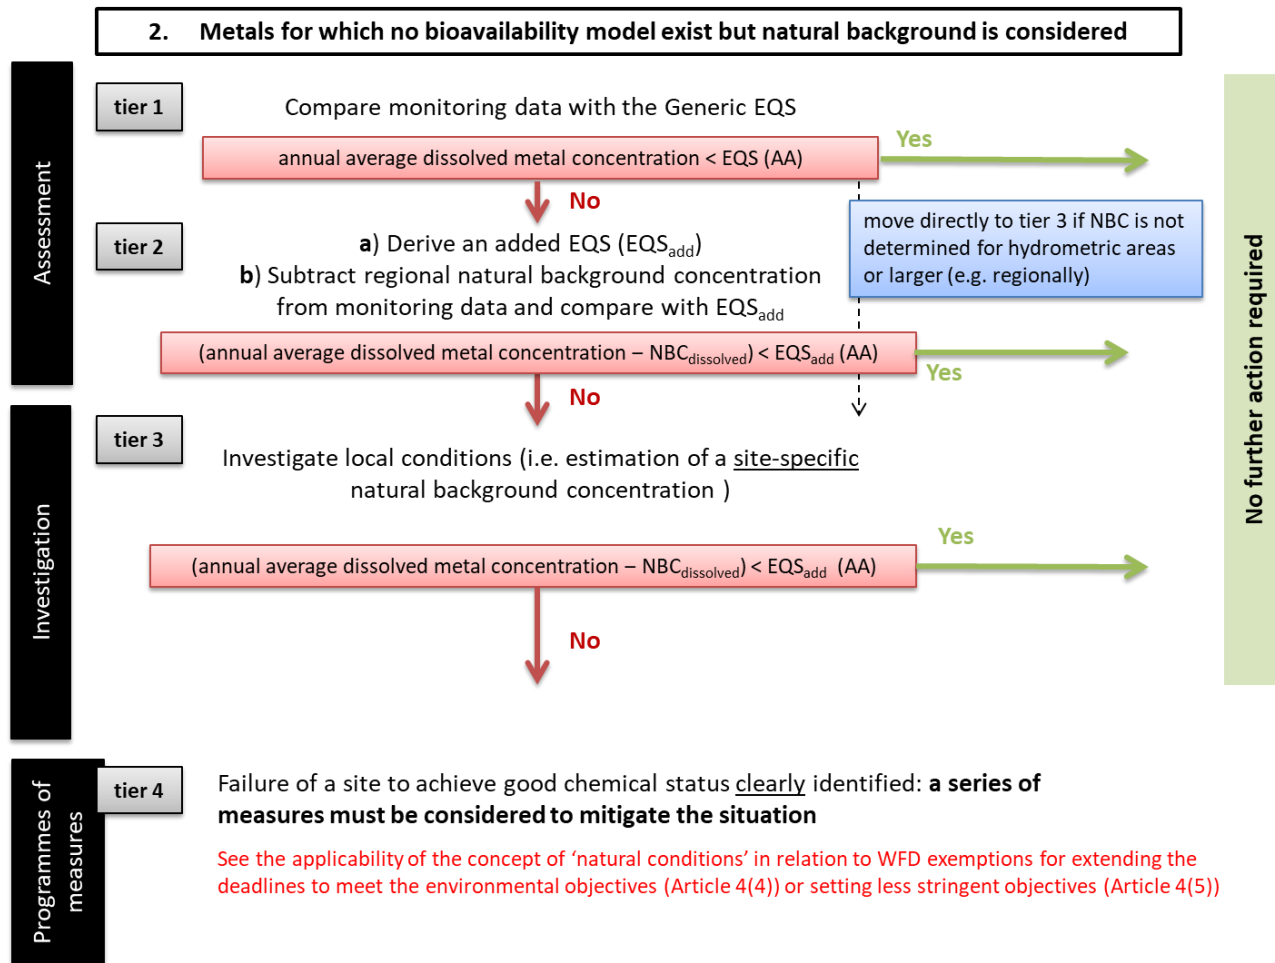 2. Metals for which no bioavailability model exist but natural background is considered
Assessment
tier 1
Compare monitoring data with the Generic EQS
annual average dissolved metal concentration < EQS (AA)
Yes
No
move directly to tier 3 if NBC is not
determined for hydrometric areas
or larger (e.g. regionally)
tier 2
a) Derive an added EQS (EQSadd)
b) Subtract regional natural background concentration
from monitoring data and compare with EQSadd
(annual average dissolved metal concentration – NBCdissolved) < EQSadd (AA)
Yes
No
Investigation
tier 3
Investigate local conditions (i.e. estimation of a site-specific
natural background concentration )
(annual average dissolved metal concentration – NBCdissolved) < EQSadd (AA)
Yes
No
No further action required
Programmes of
measures
tier 4
Failure of a site to achieve good chemical status clearly identified: a series of
measures must be considered to mitigate the situation
See the applicability of the concept of ‘natural conditions’ in relation to WFD exemptions for extending the
deadlines to meet the environmental objectives (Article 4(4)) or setting less stringent objectives (Article 4(5))